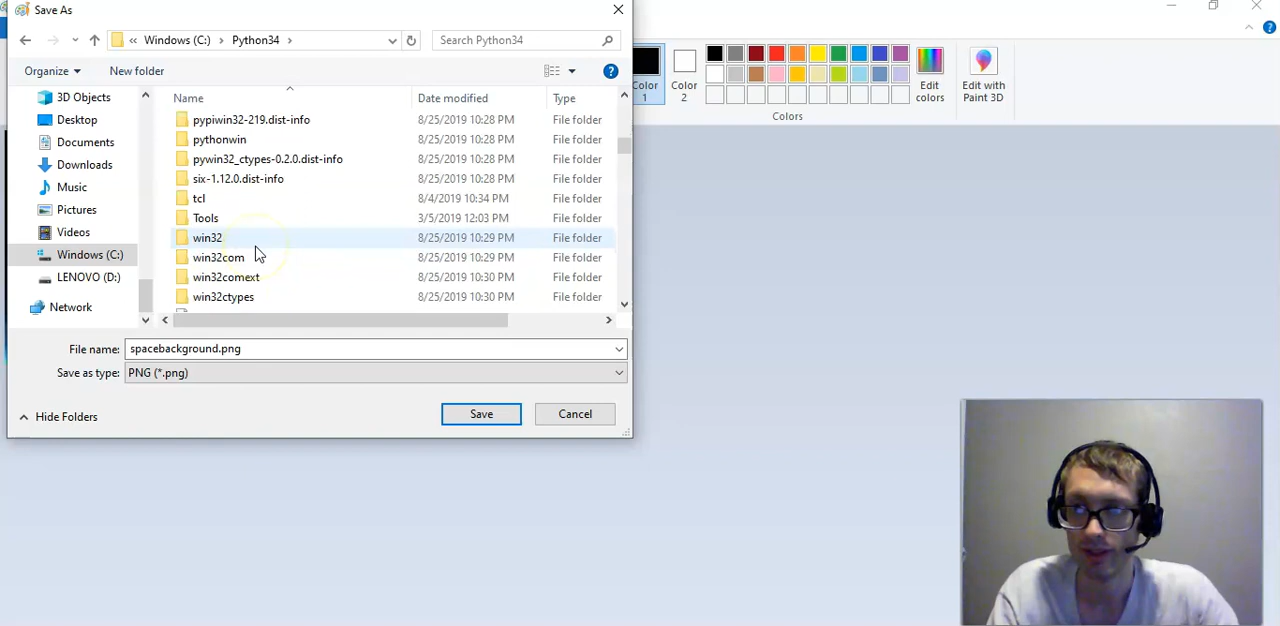 Save As
« Windows (C:) › Python34 ›
Search Python34
Organize
New folder
3D Objects
Desktop
Documents
Downloads
Music
Pictures
Videos
Windows (C:)
LENOVO (D:)
Network
Name Date modified Type
pypiwin32-219.dist-info 8/25/2019 10:28 PM File folder
pythonwin 8/25/2019 10:28 PM File folder
pywin32_ctypes-0.2.0.dist-info 8/25/2019 10:28 PM File folder
six-1.12.0.dist-info 8/25/2019 10:28 PM File folder
tcl 8/4/2019 10:34 PM File folder
Tools 3/5/2019 12:03 PM File folder
win32 8/25/2019 10:29 PM File folder
win32com 8/25/2019 10:29 PM File folder
win32comext 8/25/2019 10:30 PM File folder
win32ctypes 8/25/2019 10:30 PM File folder
File name: spacebackground.png
Save as type: PNG (*.png)
Hide Folders
Save
Cancel
Color
1
Color
2
Edit
colors
Edit with
Paint 3D
Colors